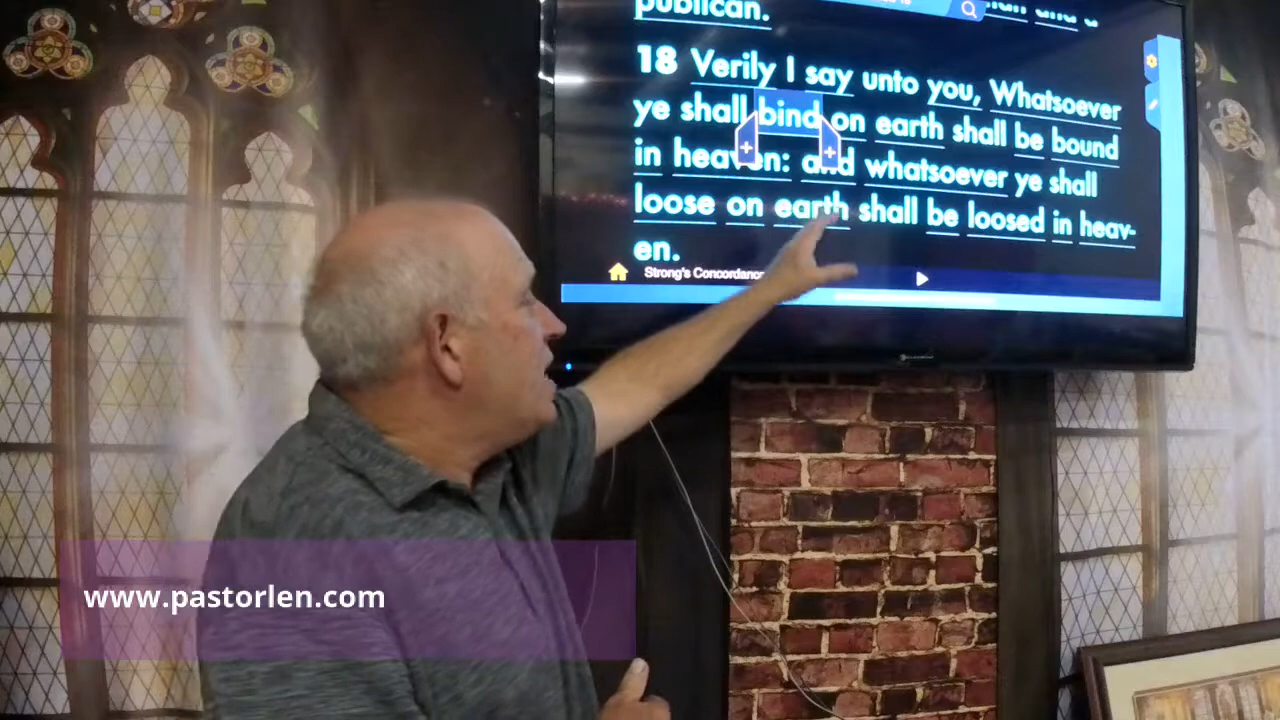 publican.
18 Verily I say unto you, Whatsoever
ye shall bind on earth shall be bound
in heaven: and whatsoever ye shall
loose on earth shall be loosed in heav-
en.
Strong's Concordance
www.pastorlen.com